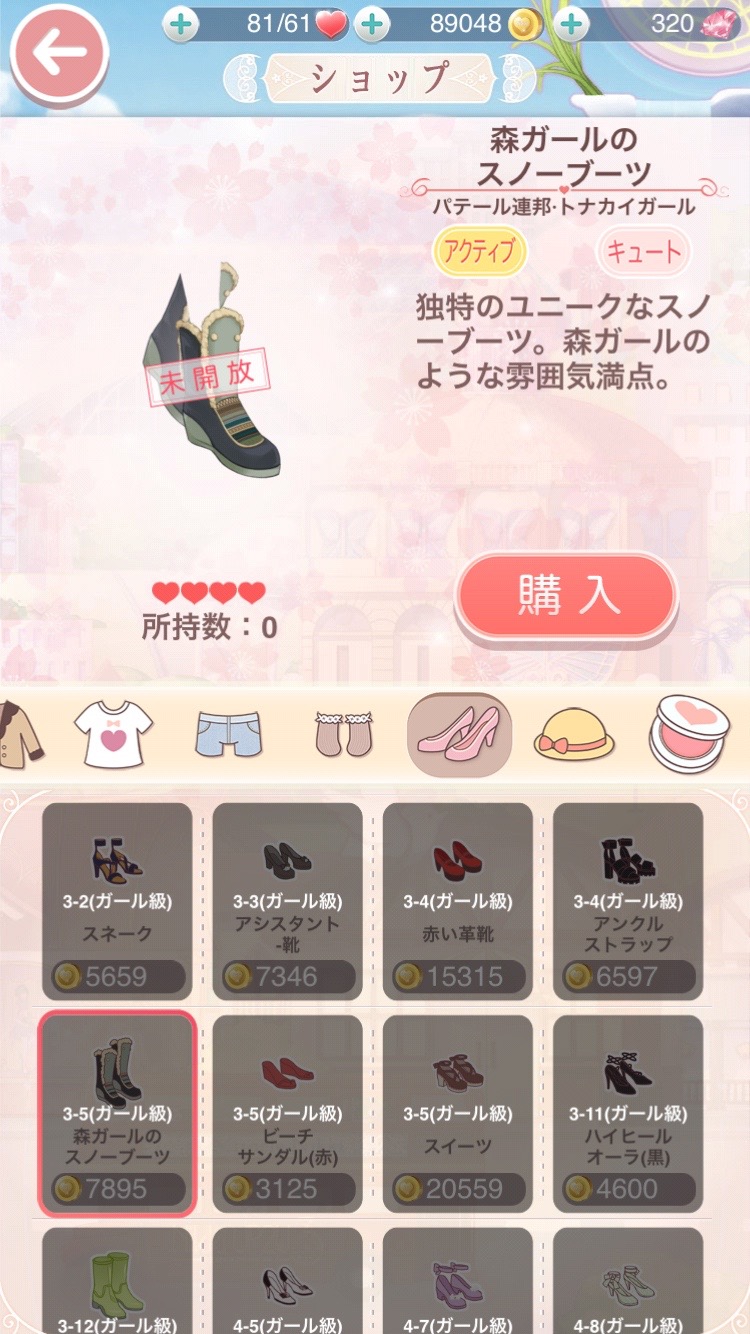 81/61
89048
320
ショップ
森ガールの
スノーブーツ
パテール連邦·トナカイガール
アクティブ
キュート
独特のユニークなスノ
ーブーツ。森ガールの
ような雰囲気満点。
未開放
所持数：0
購入
3-2(ガール級)
スネーク
5659
3-3(ガール級)
アシスタント
-靴
7346
3-4(ガール級)
赤い革靴
15315
3-4(ガール級)
アンクル
ストラップ
6597
3-5(ガール級)
森ガールの
スノーブーツ
7895
3-5(ガール級)
ビーチ
サンダル(赤)
3125
3-5(ガール級)
スイーツ
20559
3-11(ガール級)
ハイヒール
オーラ(黒)
4600
3-12(ガール級)
4-5(ガール級)
4-7(ガール級)
4-8(ガール級)